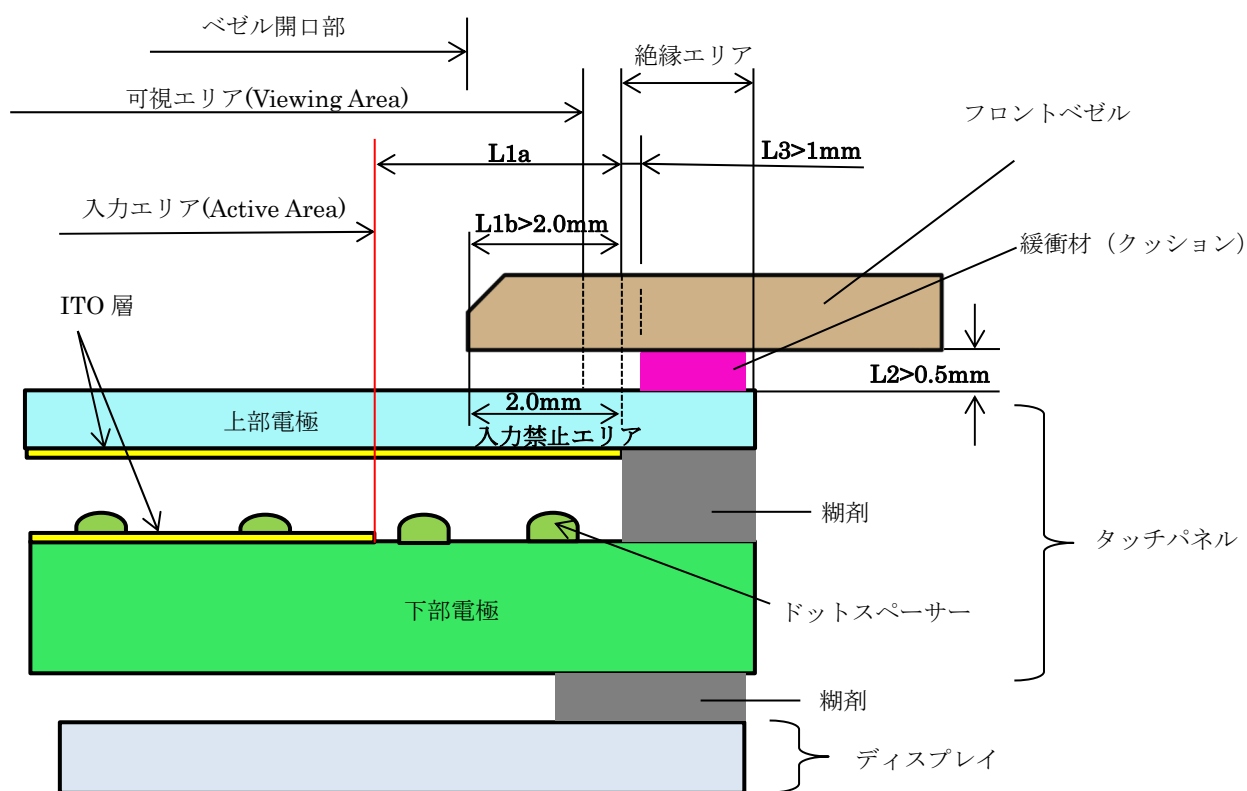 ベゼル開口部
絶縁エリア
可視エリア(Viewing Area)
フロントベゼル
L1a
L3>1mm
入力エリア(Active Area)
L1b>2.0mm
緩衝材（クッション）
ITO 層
L2>0.5mm
2.0mm
上部電極
入力禁止エリア
糊剤
タッチパネル
下部電極
ドットスペーサー
糊剤
ディスプレイ